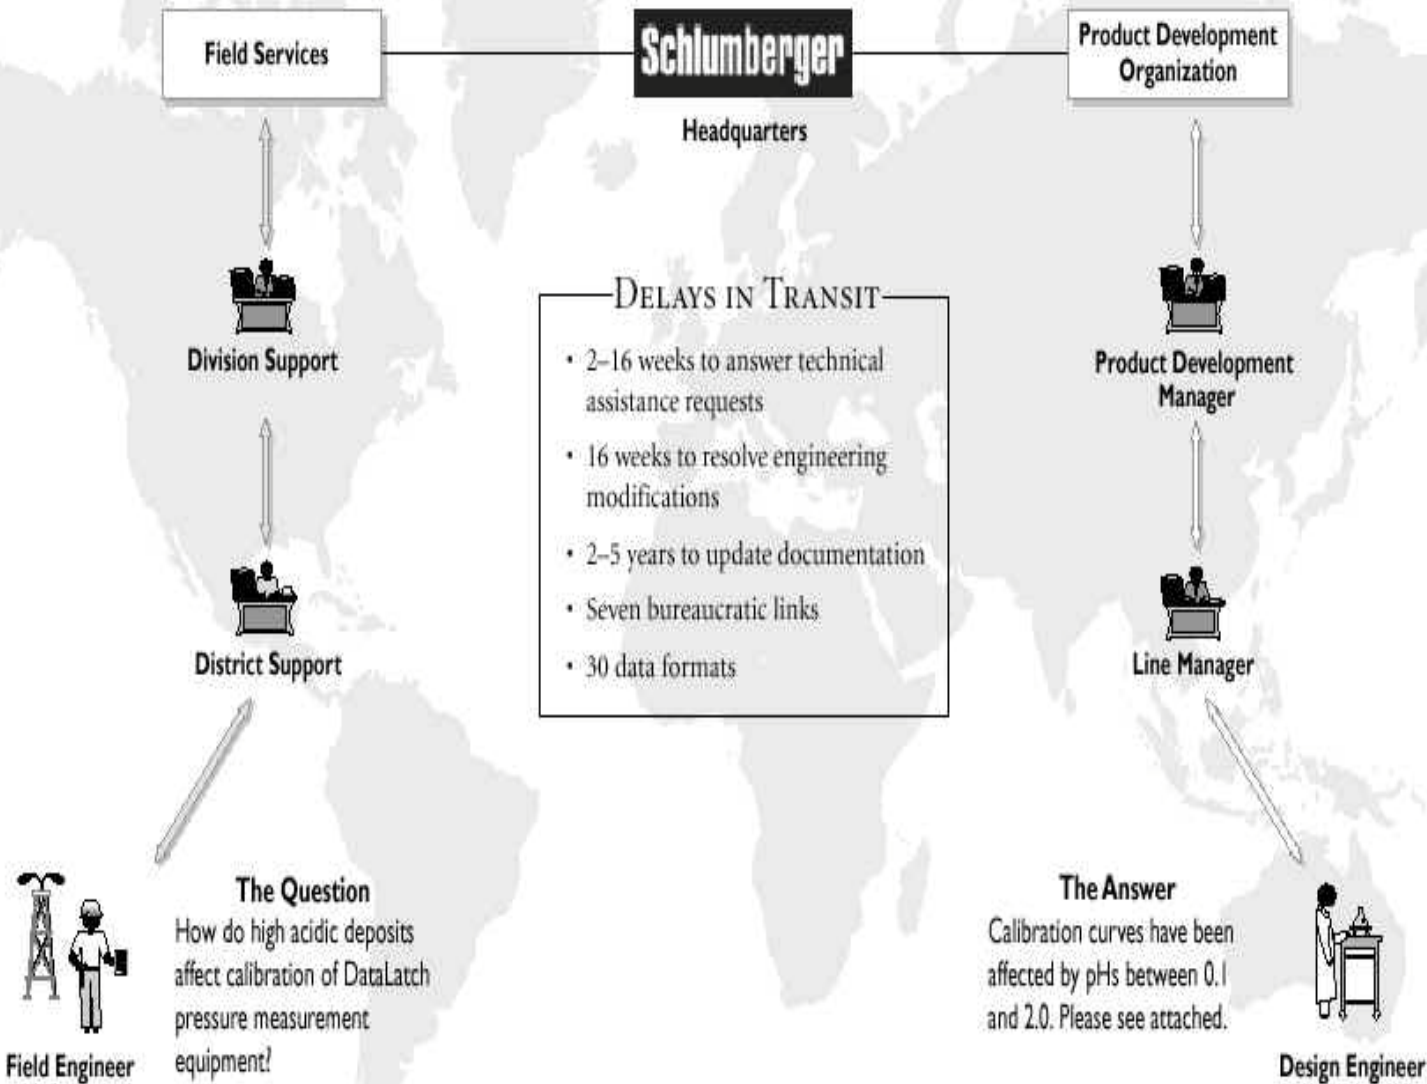 Field Services
Schlumberger
Headquarters
Product Development
Organization
Division Support
Product Development
Manager
DELAYS IN TRANSIT
• 2–16 weeks to answer technical
assistance requests
• 16 weeks to resolve engineering
modifications
• 2–5 years to update documentation
• Seven bureaucratic links
• 30 data formats
District Support
Line Manager
The Question
How do high acidic deposits
affect calibration of DataLatch
pressure measurement
equipment?
Field Engineer
The Answer
Calibration curves have been
affected by pHs between 0.1
and 2.0. Please see attached.
Design Engineer